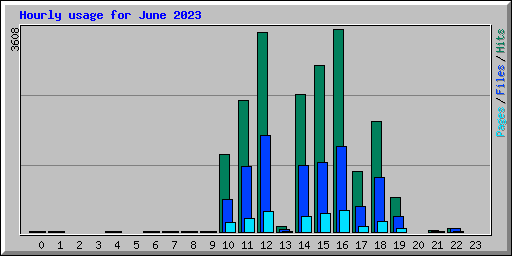 Hourly usage for June 2023
3608
Pages / Files / Hits
0 1 2 3 4 5 6 7 8 9 10 11 12 13 14 15 16 17 18 19 20 21 22 23